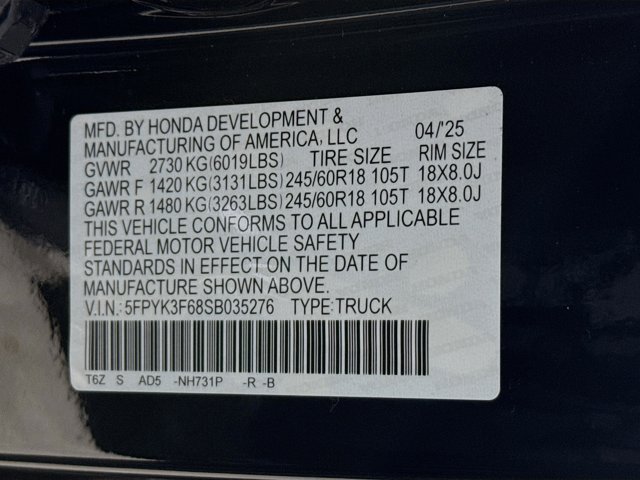 MFD. BY HONDA DEVELOPMENT &
MANUFACTURING OF AMERICA, LLC 04/'25
GVWR 2730 KG(6019LBS) TIRE SIZE RIM SIZE
GAWR F 1420 KG(3131LBS) 245/60R18 105T 18X8.0J
GAWR R 1480 KG(3263LBS) 245/60R18 105T 18X8.0J
THIS VEHICLE CONFORMS TO ALL APPLICABLE
FEDERAL MOTOR VEHICLE SAFETY
STANDARDS IN EFFECT ON THE DATE OF
MANUFACTURE SHOWN ABOVE.
V.I.N.:5FPYK3F68SB035276 TYPE:TRUCK
T6Z S AD5 -NH731P -R -B